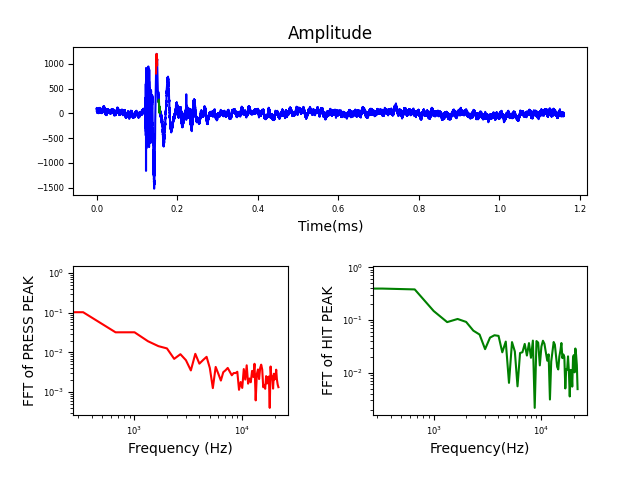 Amplitude
1000
500
0
−500
−1000
−1500
0.0 0.2 0.4 0.6 0.8 1.0 1.2
Time(ms)
FFT of PRESS PEAK
10⁰
10⁻¹
10⁻²
10⁻³
10³ 10⁴
Frequency (Hz)
FFT of HIT PEAK
10⁰
10⁻¹
10⁻²
10³ 10⁴
Frequency(Hz)